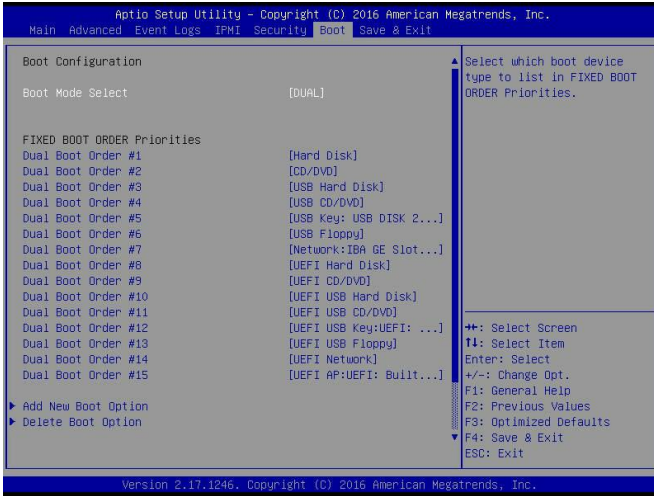 Aptio Setup Utility – Copyright (C) 2016 American Megatrends, Inc.
Main Advanced Event Logs IPMI Security Boot Save & Exit
Boot Configuration
Boot Mode Select [DUAL]
FIXED BOOT ORDER Priorities
Dual Boot Order #1 [Hard Disk]
Dual Boot Order #2 [CD/DVD]
Dual Boot Order #3 [USB Hard Disk]
Dual Boot Order #4 [USB CD/DVD]
Dual Boot Order #5 [USB Key: USB DISK 2...]
Dual Boot Order #6 [USB Floppy]
Dual Boot Order #7 [Network:IBA GE Slot...]
Dual Boot Order #8 [UEFI Hard Disk]
Dual Boot Order #9 [UEFI CD/DVD]
Dual Boot Order #10 [UEFI USB Hard Disk]
Dual Boot Order #11 [UEFI USB CD/DVD]
Dual Boot Order #12 [UEFI USB Key:UEFI: ...]
Dual Boot Order #13 [UEFI USB Floppy]
Dual Boot Order #14 [UEFI Network]
Dual Boot Order #15 [UEFI AP:UEFI: Built...]
Add New Boot Option
Delete Boot Option
Select which boot device
type to list in FIXED BOOT
ORDER Priorities.
→←: Select Screen
↑↓: Select Item
Enter: Select
+/-: Change Opt.
F1: General Help
F2: Previous Values
F3: Optimized Defaults
F4: Save & Exit
ESC: Exit
Version 2.17.1246. Copyright (C) 2016 American Megatrends, Inc.